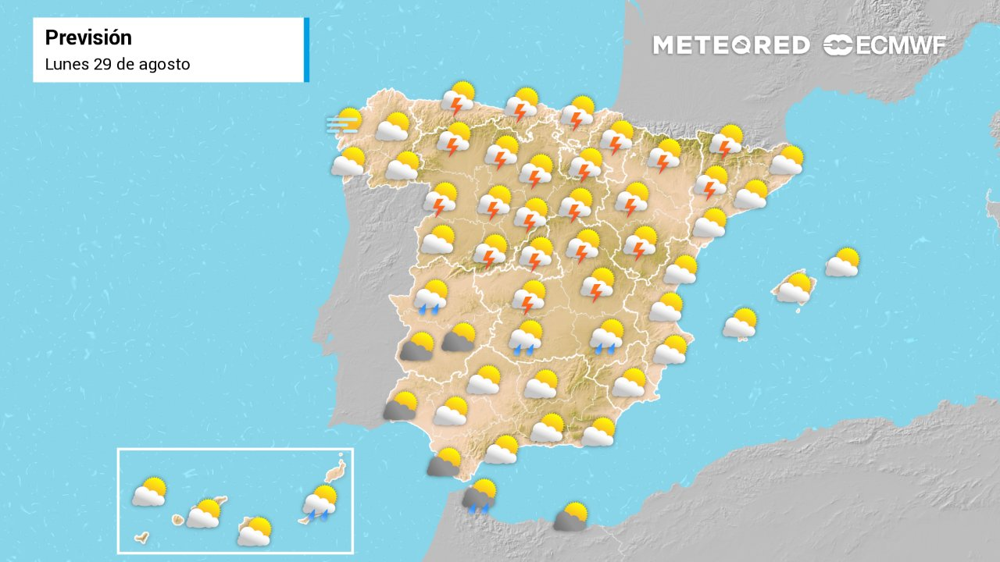 Previsión
Lunes 29 de agosto
METEORED ECMWF